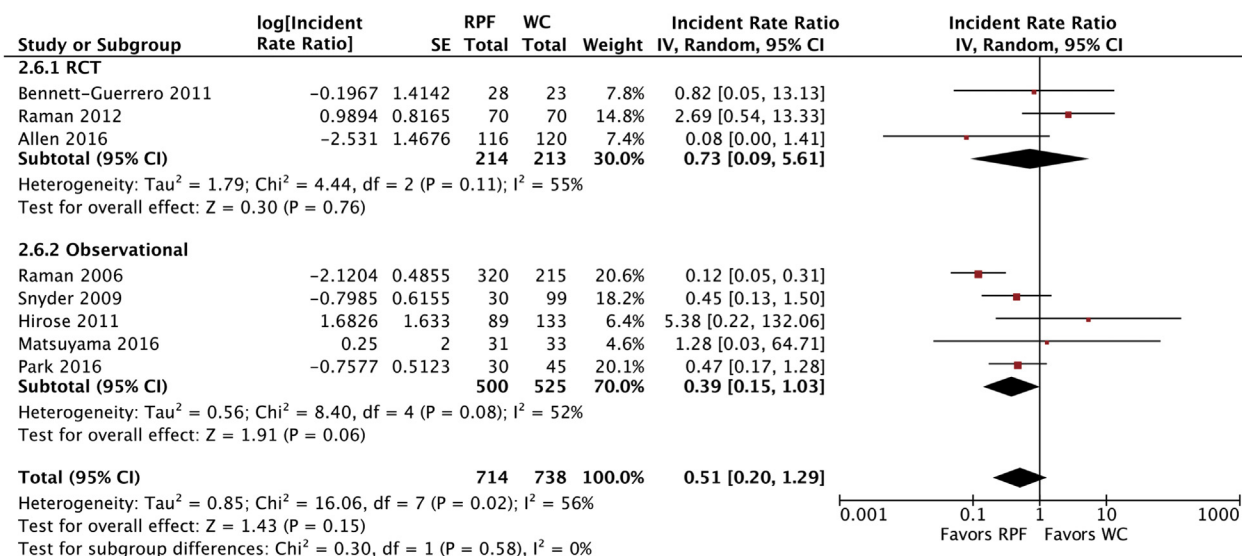 log[Incident RPF WC Incident Rate Ratio Incident Rate Ratio
Study or Subgroup Rate Ratio] SE Total Total Weight IV, Random, 95% CI IV, Random, 95% CI
2.6.1 RCT
Bennett-Guerrero 2011 −0.1967 1.4142 28 23 7.8% 0.82 [0.05, 13.13]
Raman 2012 0.9894 0.8165 70 70 14.8% 2.69 [0.54, 13.33]
Allen 2016 −2.531 1.4676 116 120 7.4% 0.08 [0.00, 1.41]
Subtotal (95% CI) 214 213 30.0% 0.73 [0.09, 5.61]
Heterogeneity: Tau² = 1.79; Chi² = 4.44, df = 2 (P = 0.11); I² = 55%
Test for overall effect: Z = 0.30 (P = 0.76)
2.6.2 Observational
Raman 2006 −2.1204 0.4855 320 215 20.6% 0.12 [0.05, 0.31]
Snyder 2009 −0.7985 0.6155 30 99 18.2% 0.45 [0.13, 1.50]
Hirose 2011 1.6826 1.633 89 133 6.4% 5.38 [0.22, 132.06]
Matsuyama 2016 0.25 2 31 33 4.6% 1.28 [0.03, 64.71]
Park 2016 −0.7577 0.5123 30 45 20.1% 0.47 [0.17, 1.28]
Subtotal (95% CI) 500 525 70.0% 0.39 [0.15, 1.03]
Heterogeneity: Tau² = 0.56; Chi² = 8.40, df = 4 (P = 0.08); I² = 52%
Test for overall effect: Z = 1.91 (P = 0.06)
Total (95% CI) 714 738 100.0% 0.51 [0.20, 1.29]
Heterogeneity: Tau² = 0.85; Chi² = 16.06, df = 7 (P = 0.02); I² = 56%
Test for overall effect: Z = 1.43 (P = 0.15)
Test for subgroup differences: Chi² = 0.30, df = 1 (P = 0.58), I² = 0%
0.001 0.1 1 10 1000
Favors RPF Favors WC